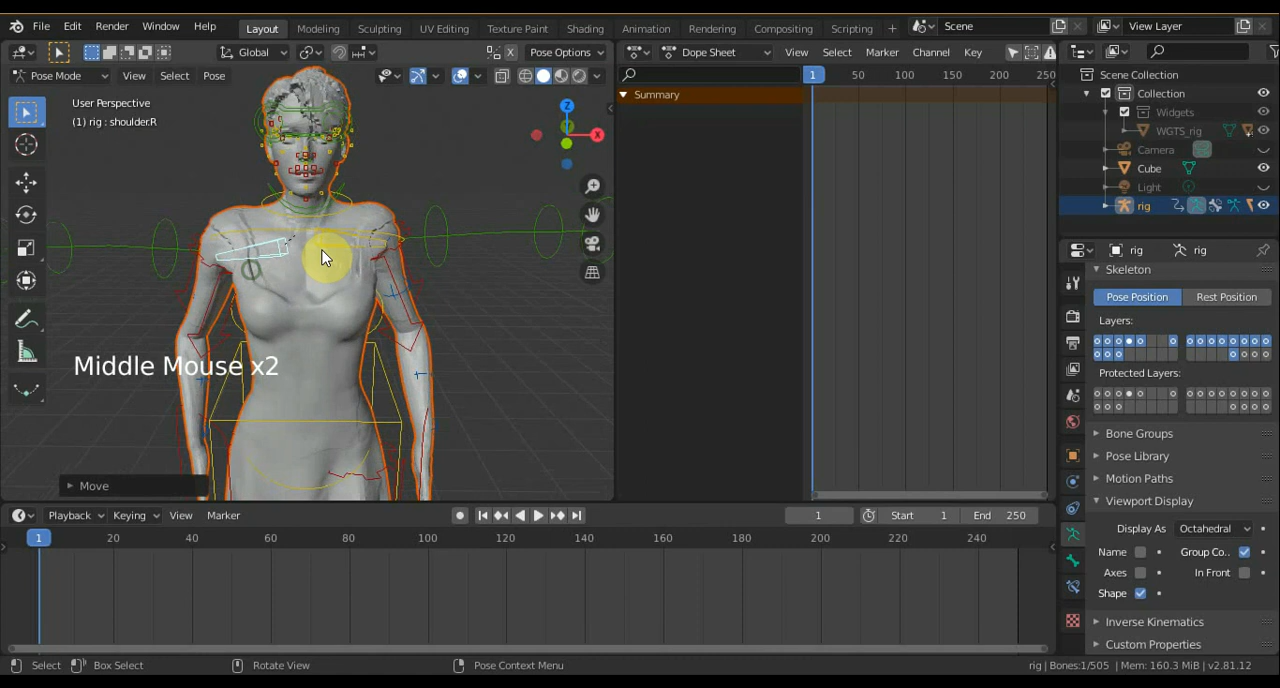 File Edit Render Window Help Layout Modeling Sculpting UV Editing Texture Paint Shading Animation Rendering Compositing Scripting + Scene View Layer
Global Pose Options Dope Sheet View Select Marker Channel Key
Pose Mode View Select Pose 1 50 100 150 200 250
Summary
User Perspective
(1) rig : shoulder.R
Z
X
Middle Mouse x2
Move
Scene Collection
Collection
Widgets
WGTS_rig
Camera
Cube
Light
rig
rig rig
Skeleton
Pose Position Rest Position
Layers:
Protected Layers:
Bone Groups
Pose Library
Motion Paths
Viewport Display
Display As Octahedral
Name Group Co..
Axes In Front
Shape
Inverse Kinematics
Custom Properties
Playback Keying View Marker 1 Start 1 End 250
1 20 40 60 80 100 120 140 160 180 200 220 240
Select Box Select Rotate View Pose Context Menu rig | Bones:1/505 | Mem: 160.3 MiB | v2.81.12